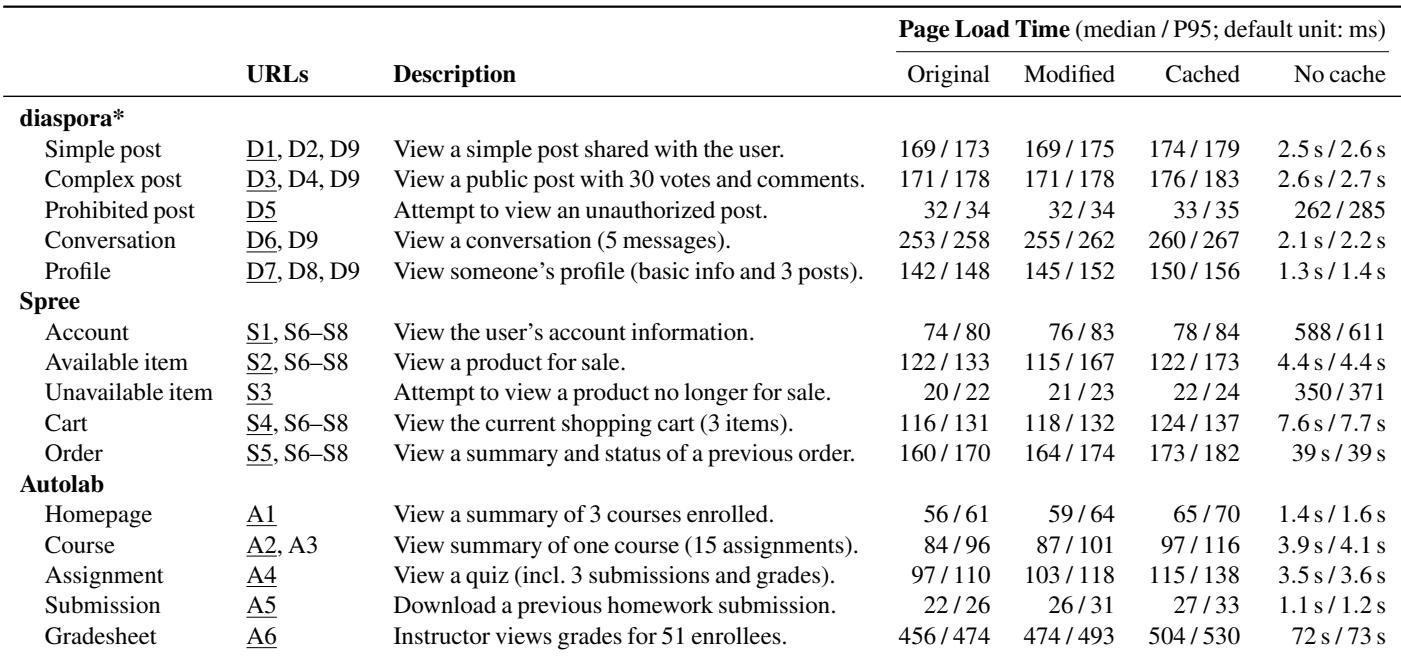 Page Load Time (median / P95; default unit: ms)
URLs Description Original Modified Cached No cache
diaspora*
Simple post D1, D2, D9 View a simple post shared with the user. 169 / 173 169 / 175 174 / 179 2.5 s / 2.6 s
Complex post D3, D4, D9 View a public post with 30 votes and comments. 171 / 178 171 / 178 176 / 183 2.6 s / 2.7 s
Prohibited post D5 Attempt to view an unauthorized post. 32 / 34 32 / 34 33 / 35 262 / 285
Conversation D6, D9 View a conversation (5 messages). 253 / 258 255 / 262 260 / 267 2.1 s / 2.2 s
Profile D7, D8, D9 View someone's profile (basic info and 3 posts). 142 / 148 145 / 152 150 / 156 1.3 s / 1.4 s
Spree
Account S1, S6–S8 View the user's account information. 74 / 80 76 / 83 78 / 84 588 / 611
Available item S2, S6–S8 View a product for sale. 122 / 133 115 / 167 122 / 173 4.4 s / 4.4 s
Unavailable item S3 Attempt to view a product no longer for sale. 20 / 22 21 / 23 22 / 24 350 / 371
Cart S4, S6–S8 View the current shopping cart (3 items). 116 / 131 118 / 132 124 / 137 7.6 s / 7.7 s
Order S5, S6–S8 View a summary and status of a previous order. 160 / 170 164 / 174 173 / 182 39 s / 39 s
Autolab
Homepage A1 View a summary of 3 courses enrolled. 56 / 61 59 / 64 65 / 70 1.4 s / 1.6 s
Course A2, A3 View summary of one course (15 assignments). 84 / 96 87 / 101 97 / 116 3.9 s / 4.1 s
Assignment A4 View a quiz (incl. 3 submissions and grades). 97 / 110 103 / 118 115 / 138 3.5 s / 3.6 s
Submission A5 Download a previous homework submission. 22 / 26 26 / 31 27 / 33 1.1 s / 1.2 s
Gradesheet A6 Instructor views grades for 51 enrollees. 456 / 474 474 / 493 504 / 530 72 s / 73 s